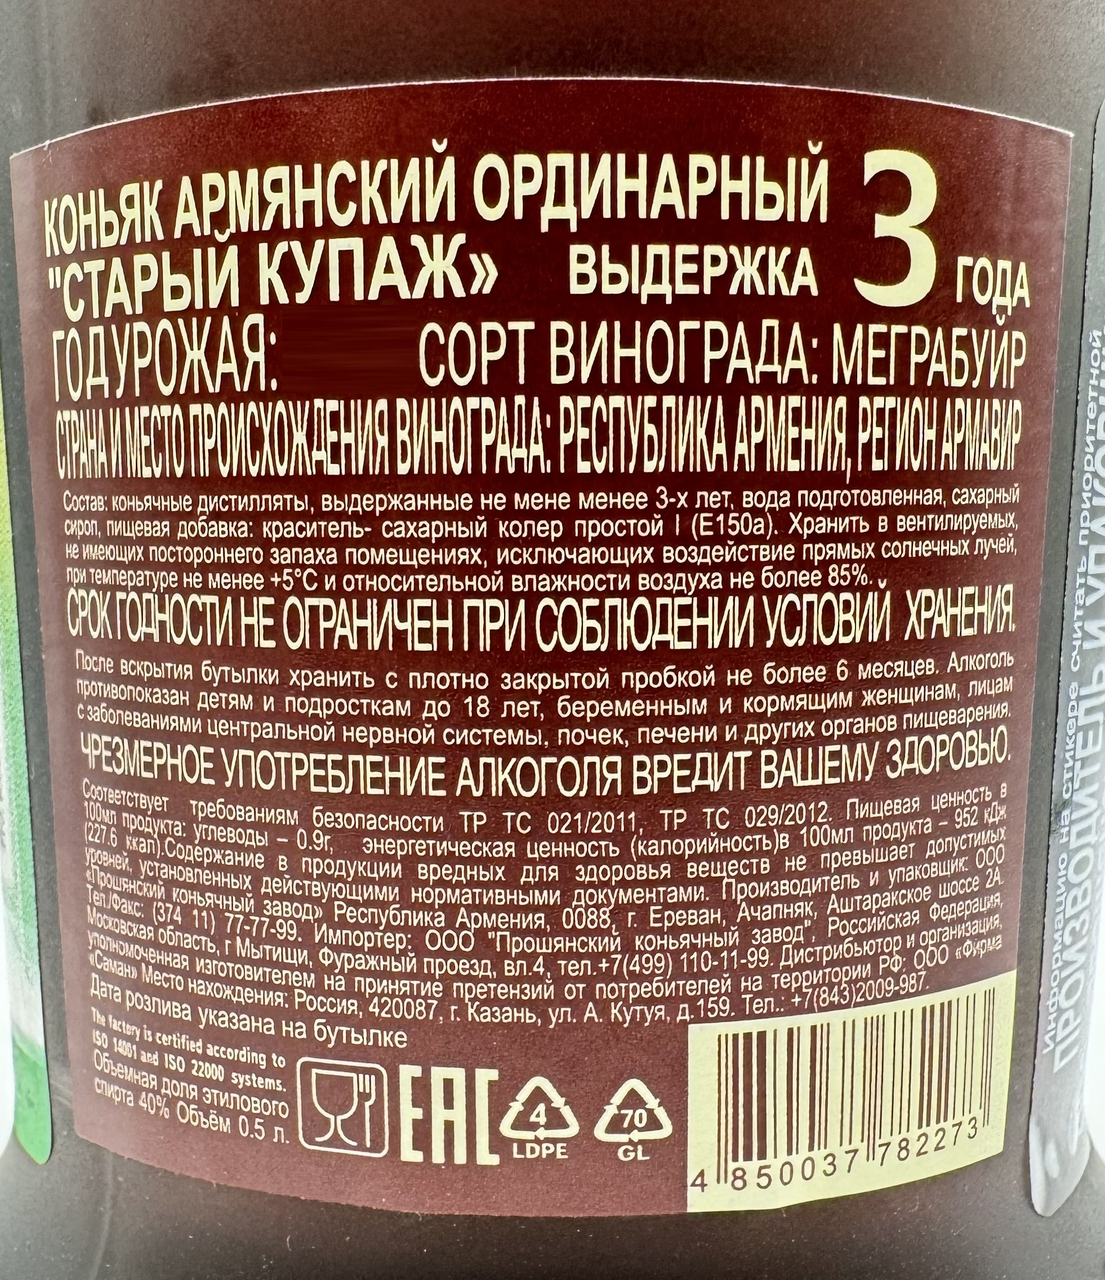 КОНЬЯК АРМЯНСКИЙ ОРДИНАРНЫЙ
"СТАРЫЙ КУПАЖ» ВЫДЕРЖКА 3 ГОДА
ГОД УРОЖАЯ: СОРТ ВИНОГРАДА: МЕГРАБУЙР
СТРАНА И МЕСТО ПРОИСХОЖДЕНИЯ ВИНОГРАДА: РЕСПУБЛИКА АРМЕНИЯ, РЕГИОН АРМАВИР
Состав: коньячные дистилляты, выдержанные не мене менее 3-х лет, вода подготовленная, сахарный
сироп, пищевая добавка: краситель- сахарный колер простой I (Е150а). Хранить в вентилируемых,
не имеющих постороннего запаха помещениях, исключающих воздействие прямых солнечных лучей,
при температуре не менее +5°С и относительной влажности воздуха не более 85%.
СРОК ГОДНОСТИ НЕ ОГРАНИЧЕН ПРИ СОБЛЮДЕНИИ УСЛОВИЙ ХРАНЕНИЯ.
После вскрытия бутылки хранить с плотно закрытой пробкой не более 6 месяцев. Алкоголь
противопоказан детям и подросткам до 18 лет, беременным и кормящим женщинам, лицам
с заболеваниями центральной нервной системы, почек, печени и других органов пищеварения.
ЧРЕЗМЕРНОЕ УПОТРЕБЛЕНИЕ АЛКОГОЛЯ ВРЕДИТ ВАШЕМУ ЗДОРОВЬЮ.
Соответствует требованиям безопасности ТР ТС 021/2011, ТР ТС 029/2012. Пищевая ценность в
100мл продукта: углеводы – 0.9г, энергетическая ценность (калорийность)в 100мл продукта – 952 кДж
(227.6 ккал).Содержание в продукции вредных для здоровья веществ не превышает допустимых
уровней, установленных действующими нормативными документами. Производитель и упаковщик: ООО
«Прошянский коньячный завод» Республика Армения, 0088, г. Ереван, Ачапняк, Аштаракское шоссе 2А.
Тел./Факс: (374 11) 77-77-99. Импортер: ООО "Прошянский коньячный завод". Российская Федерация,
Московская область, г Мытищи, Фуражный проезд, вл.4, тел.+7(499) 110-11-99. Дистрибьютор и организация,
уполномоченная изготовителем на принятие претензий от потребителей на территории РФ: ООО «Фирма
«Саман» Место нахождения: Россия, 420087, г. Казань, ул. А. Кутуя, д.159. Тел.: +7(843)2009-987.
Дата розлива указана на бутылке
The factory is certified according to
ISO 14001 and ISO 22000 systems.
Объемная доля этилового
спирта 40% Объём 0.5 л.
EAC
4
LDPE
70
GL
4 850037 782273
информацию на стикере считать приоритетной
ПРОИЗВОДИТЕЛЬ И УПАКОВЩИК